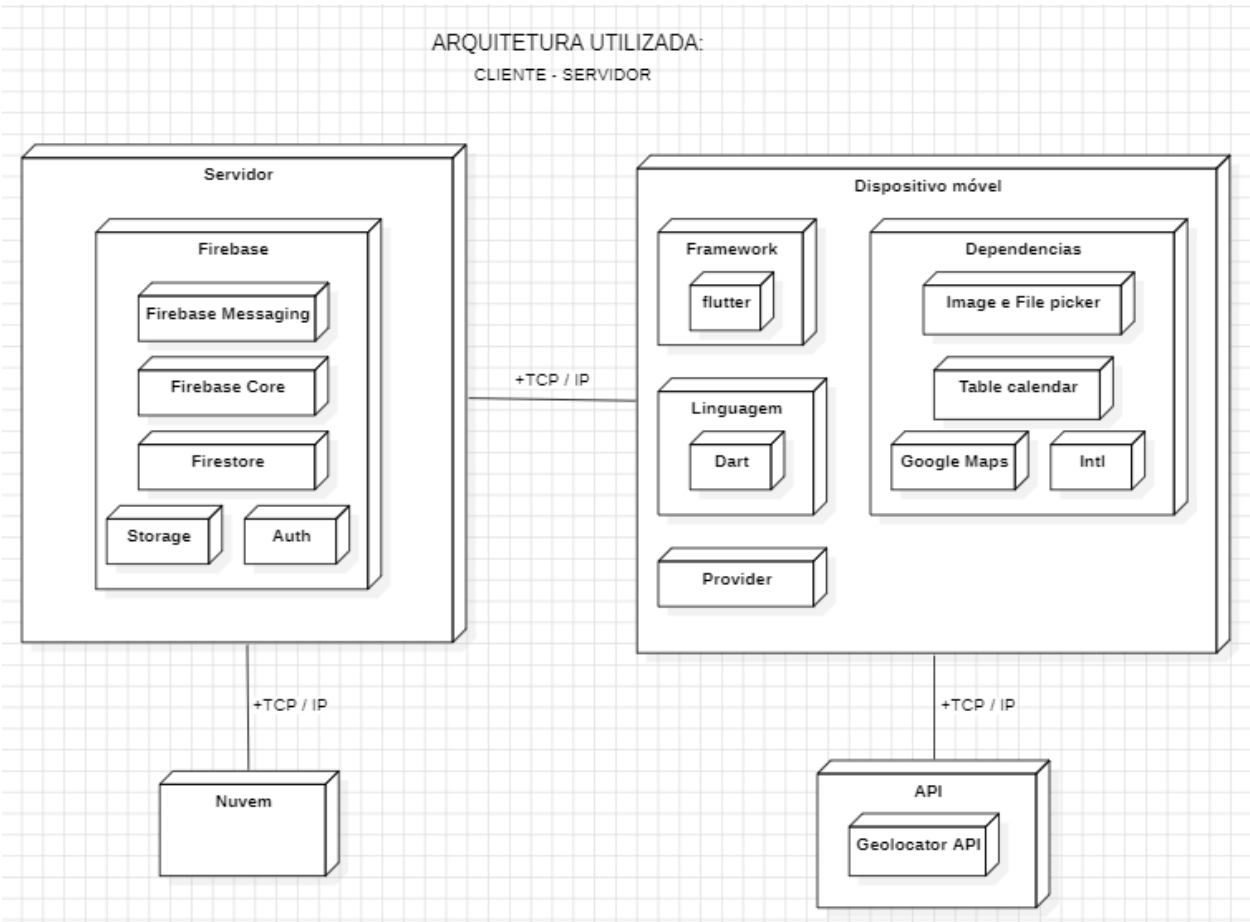 ARQUITETURA UTILIZADA:
CLIENTE - SERVIDOR
Servidor
Firebase
Firebase Messaging
Firebase Core
Firestore
Storage
Auth
+TCP / IP
Dispositivo móvel
Framework
flutter
Linguagem
Dart
Provider
Dependencias
Image e File picker
Table calendar
Google Maps
Intl
+TCP / IP
Nuvem
+TCP / IP
API
Geolocator API